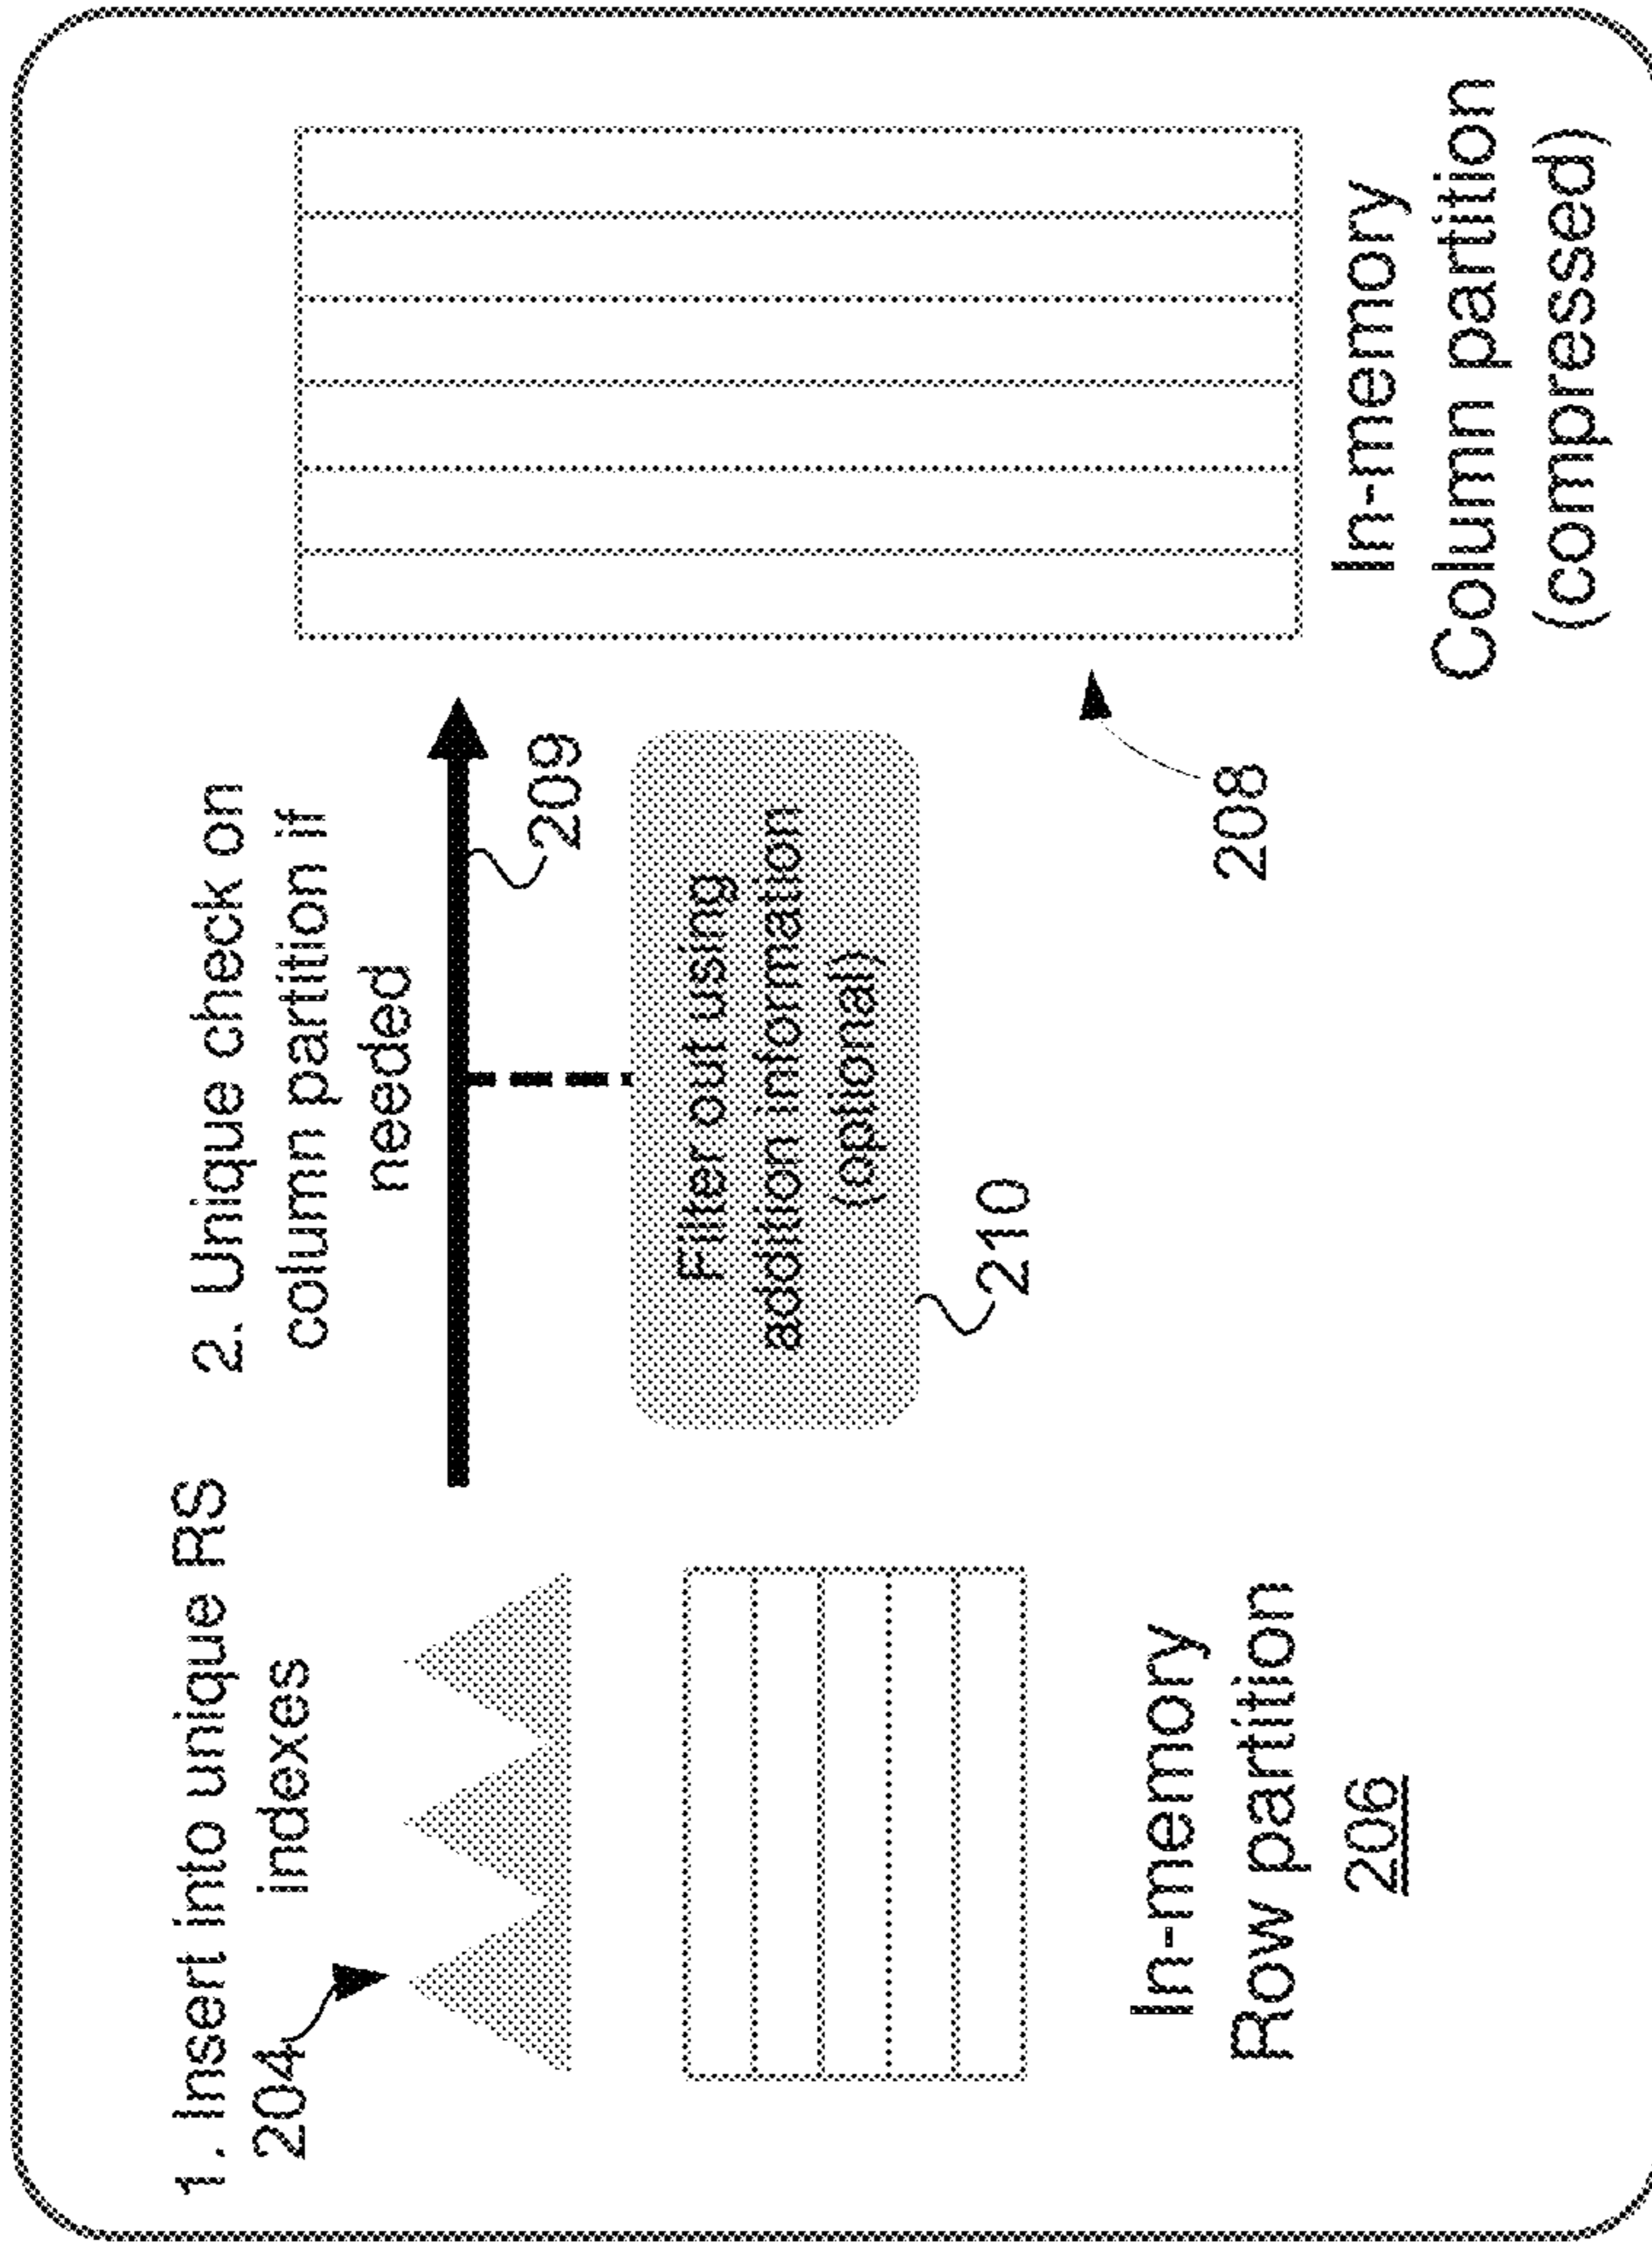 1. Insert into unique RS
indexes
204
2. Unique check on
column partition if
needed
209
Filter out using
addition information
(optional)
210
208
In-memory
Row partition
206
In-memory
Column partition
(compressed)